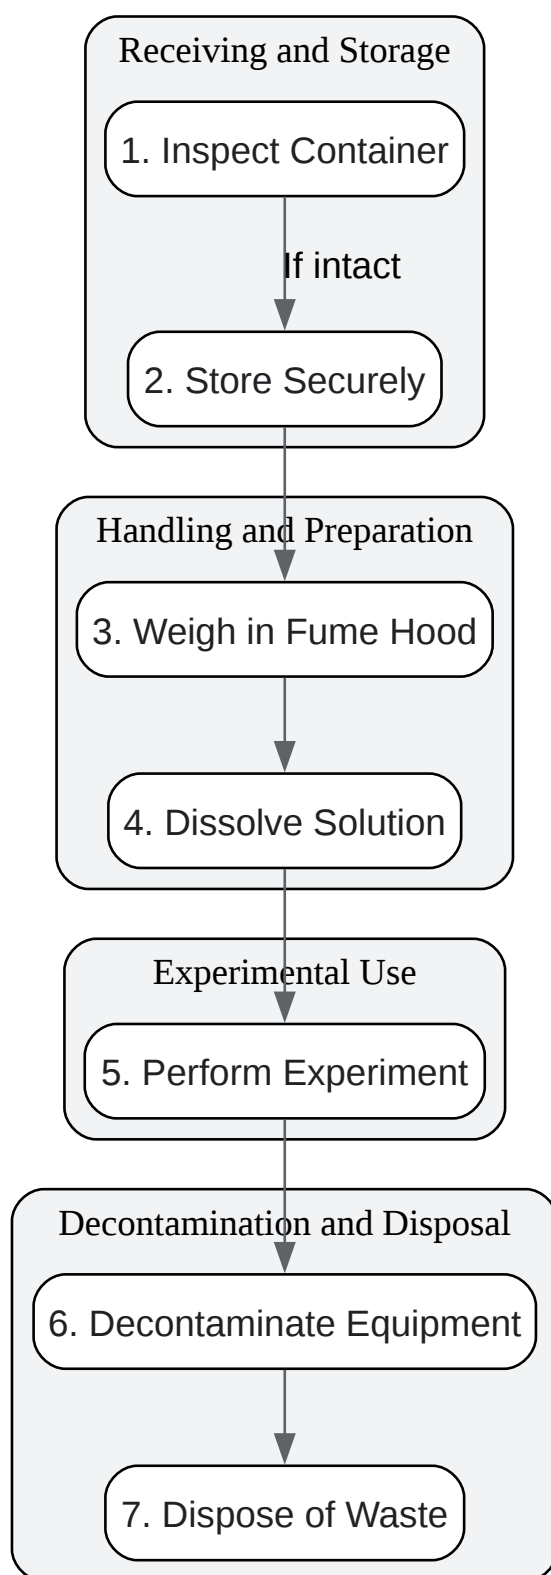 Receiving and Storage
1. Inspect Container
If intact
2. Store Securely
Handling and Preparation
3. Weigh in Fume Hood
4. Dissolve Solution
Experimental Use
5. Perform Experiment
Decontamination and Disposal
6. Decontaminate Equipment
7. Dispose of Waste